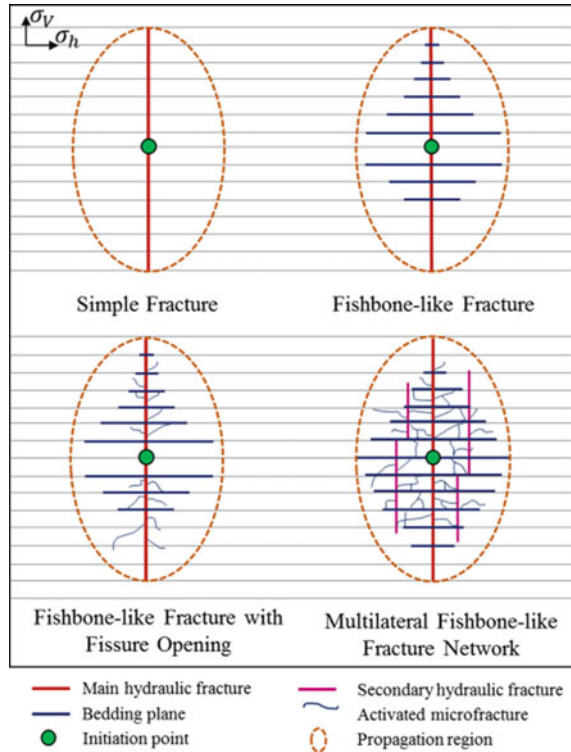 σV
σh
Simple Fracture
Fishbone-like Fracture
Fishbone-like Fracture with
Fissure Opening
Multilateral Fishbone-like
Fracture Network
Main hydraulic fracture
Bedding plane
Initiation point
Secondary hydraulic fracture
Activated microfracture
Propagation region